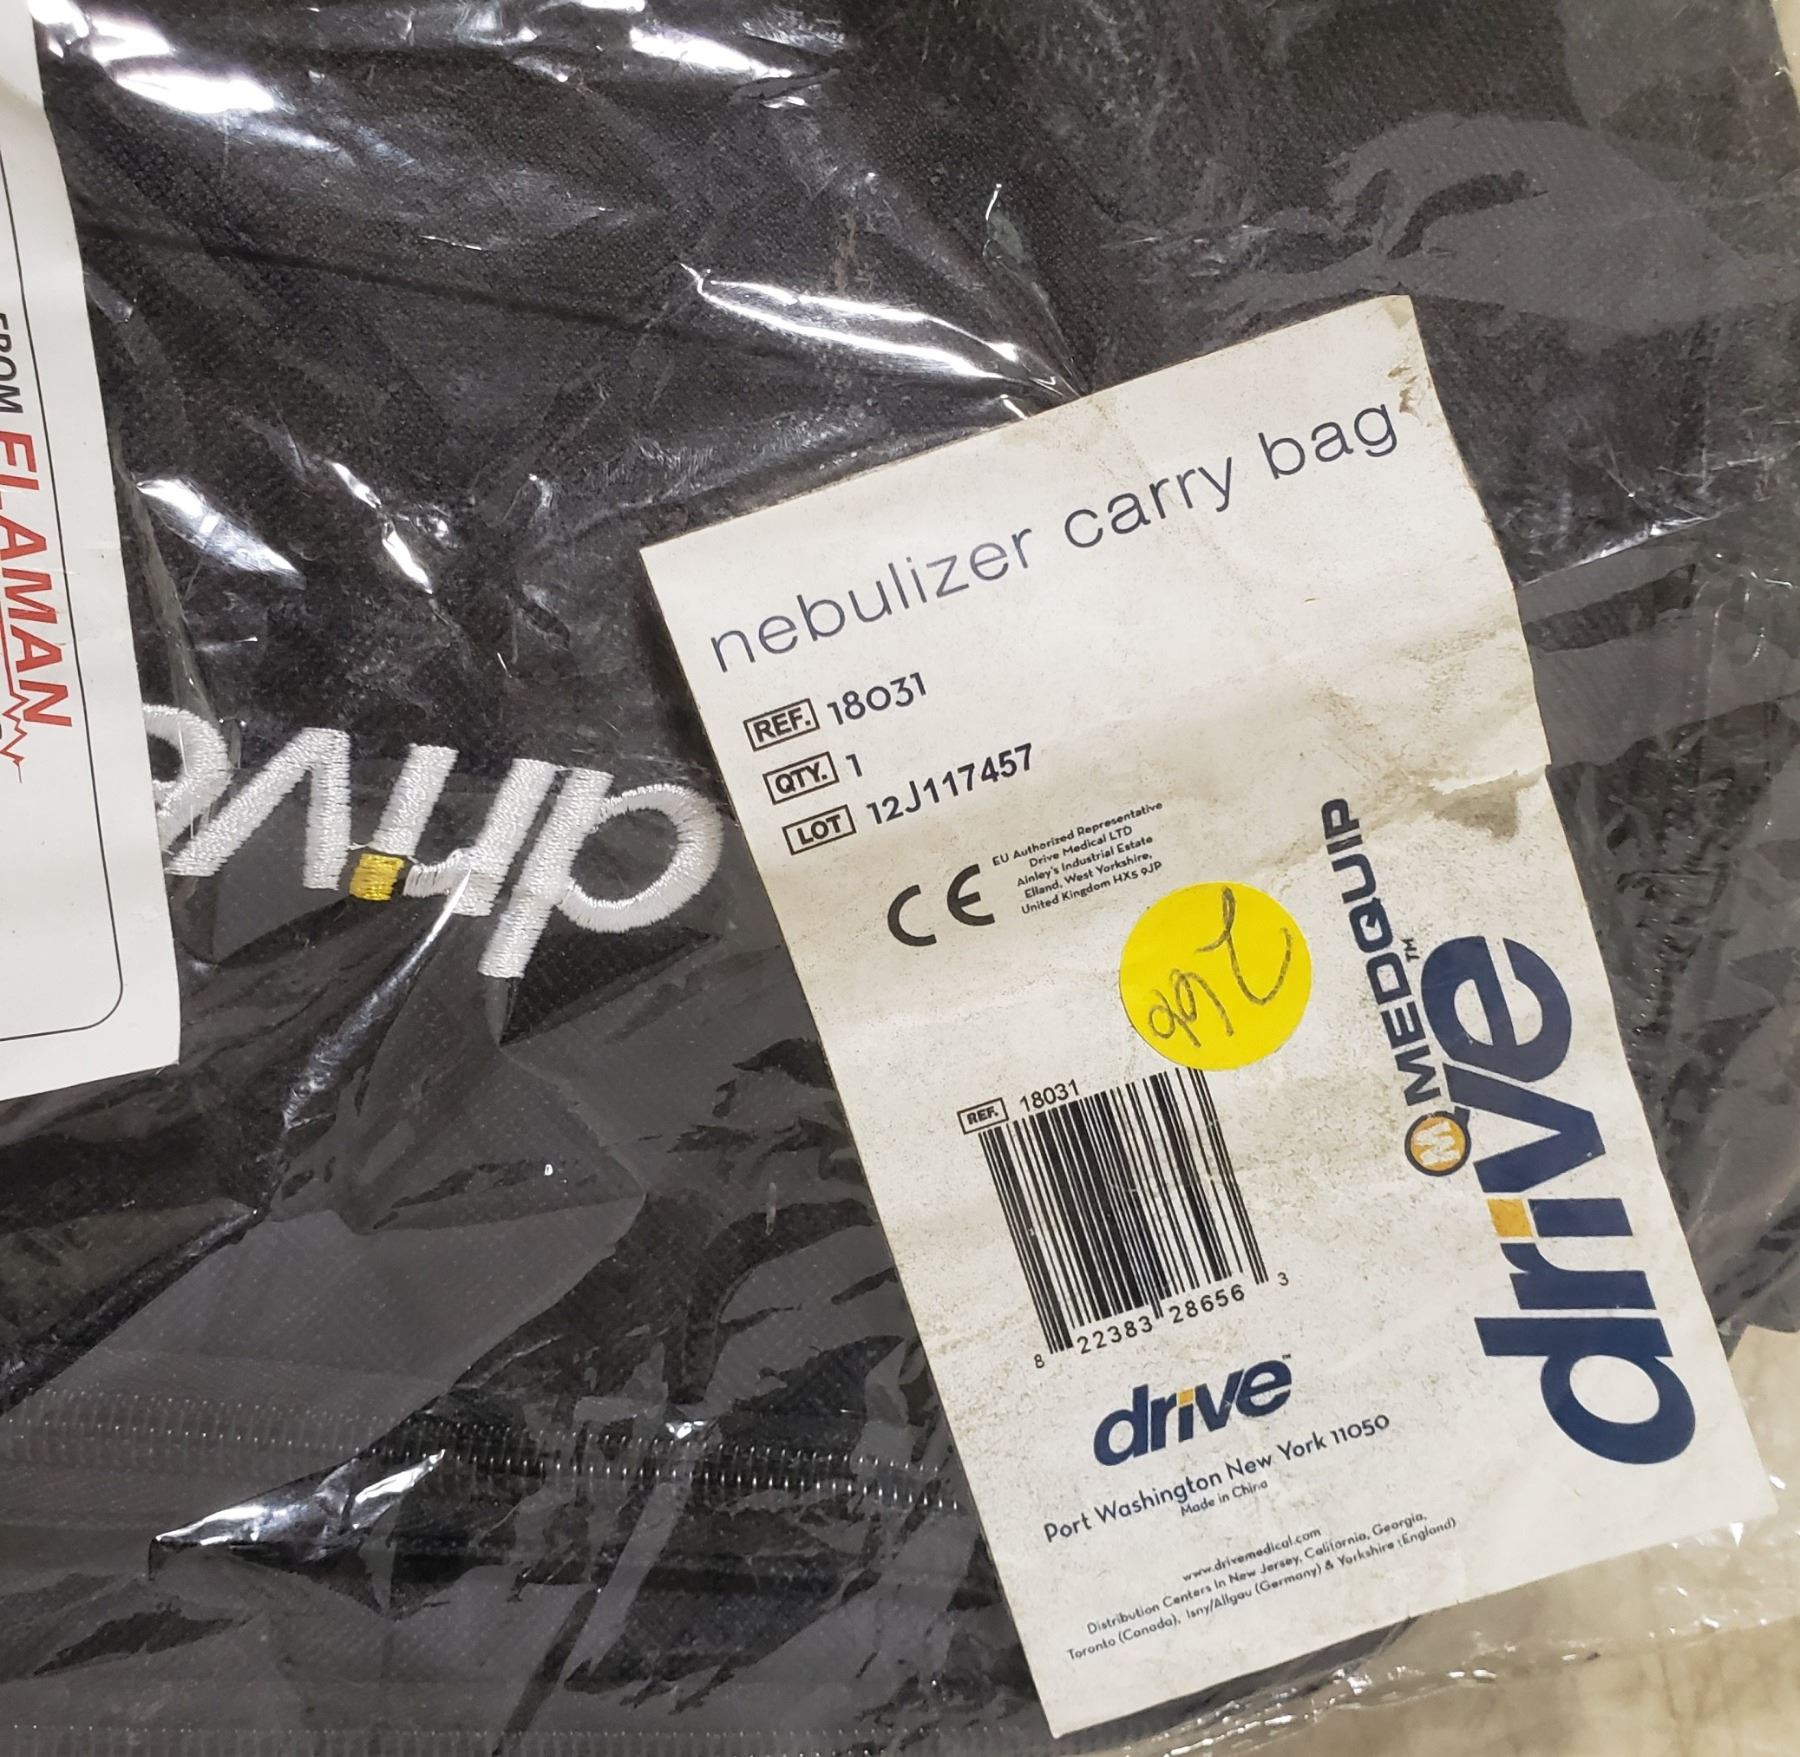 FROM FLAMAN
drive
nebulizer carry bag
REF. 18031
QTY. 1
LOT 12J117457
CE
EU Authorized Representative
Drive Medical LTD
Ainley's Industrial Estate
Elland, West Yorkshire,
United Kingdom HX5 9JP
MEDQUIP™
drive
REF. 18031
8 22383 28656 3
drive™
Port Washington New York 11050
Made in China
www.drivemedical.com
Distribution Centers in New Jersey, California, Georgia,
Toronto (Canada), Isny/Allgau (Germany) & Yorkshire (England)